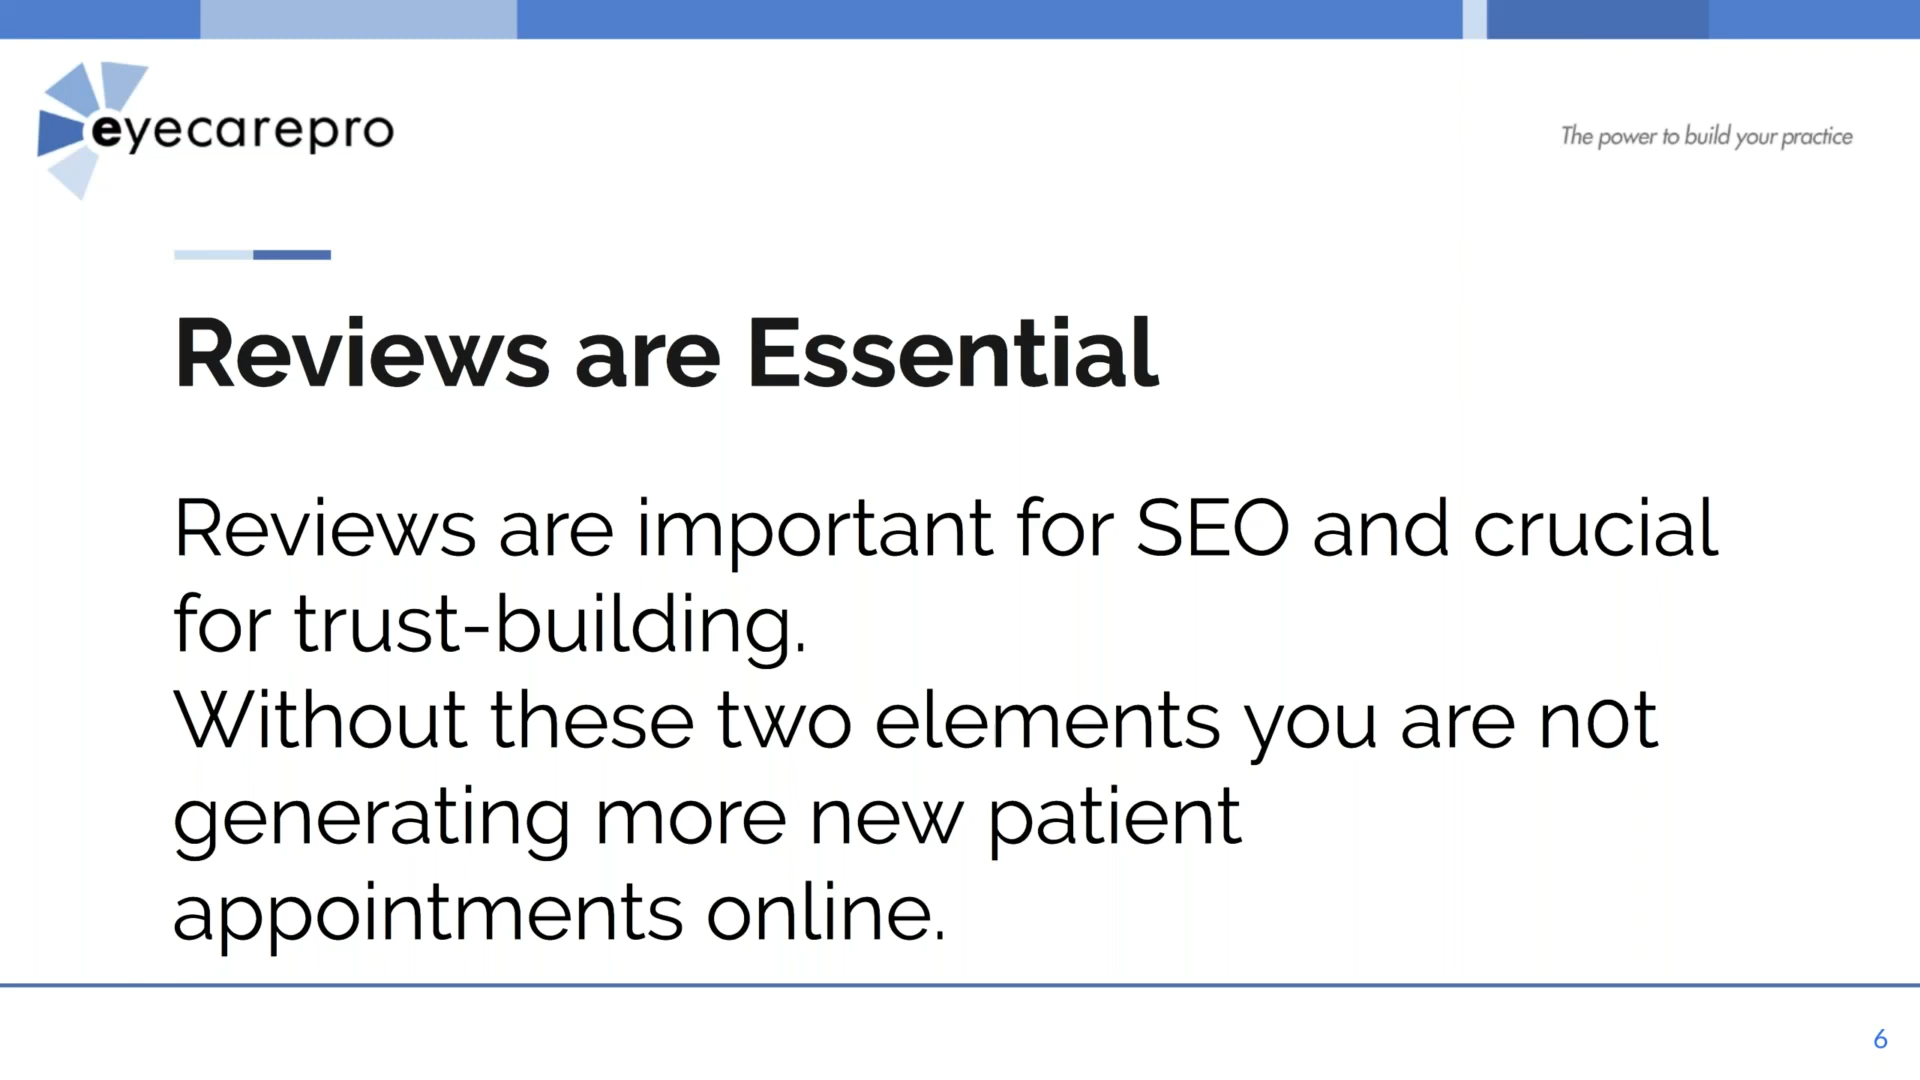 eyecarepro
The power to build your practice
Reviews are Essential
Reviews are important for SEO and crucial
for trust-building.
Without these two elements you are n0t
generating more new patient
appointments online.
6